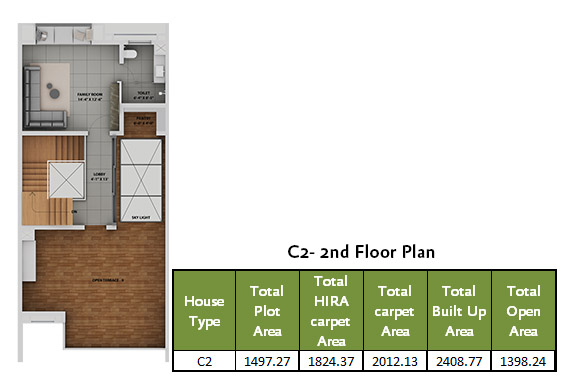 TOILET
FAMILY ROOM
PANTRY
LOBBY
SKY LIGHT
OPEN TERRACE
C2- 2nd Floor Plan
House Type
Total Plot Area
Total HIRA carpet Area
Total carpet Area
Total Built Up Area
Total Open Area
C2 1497.27 1824.37 2012.13 2408.77 1398.24